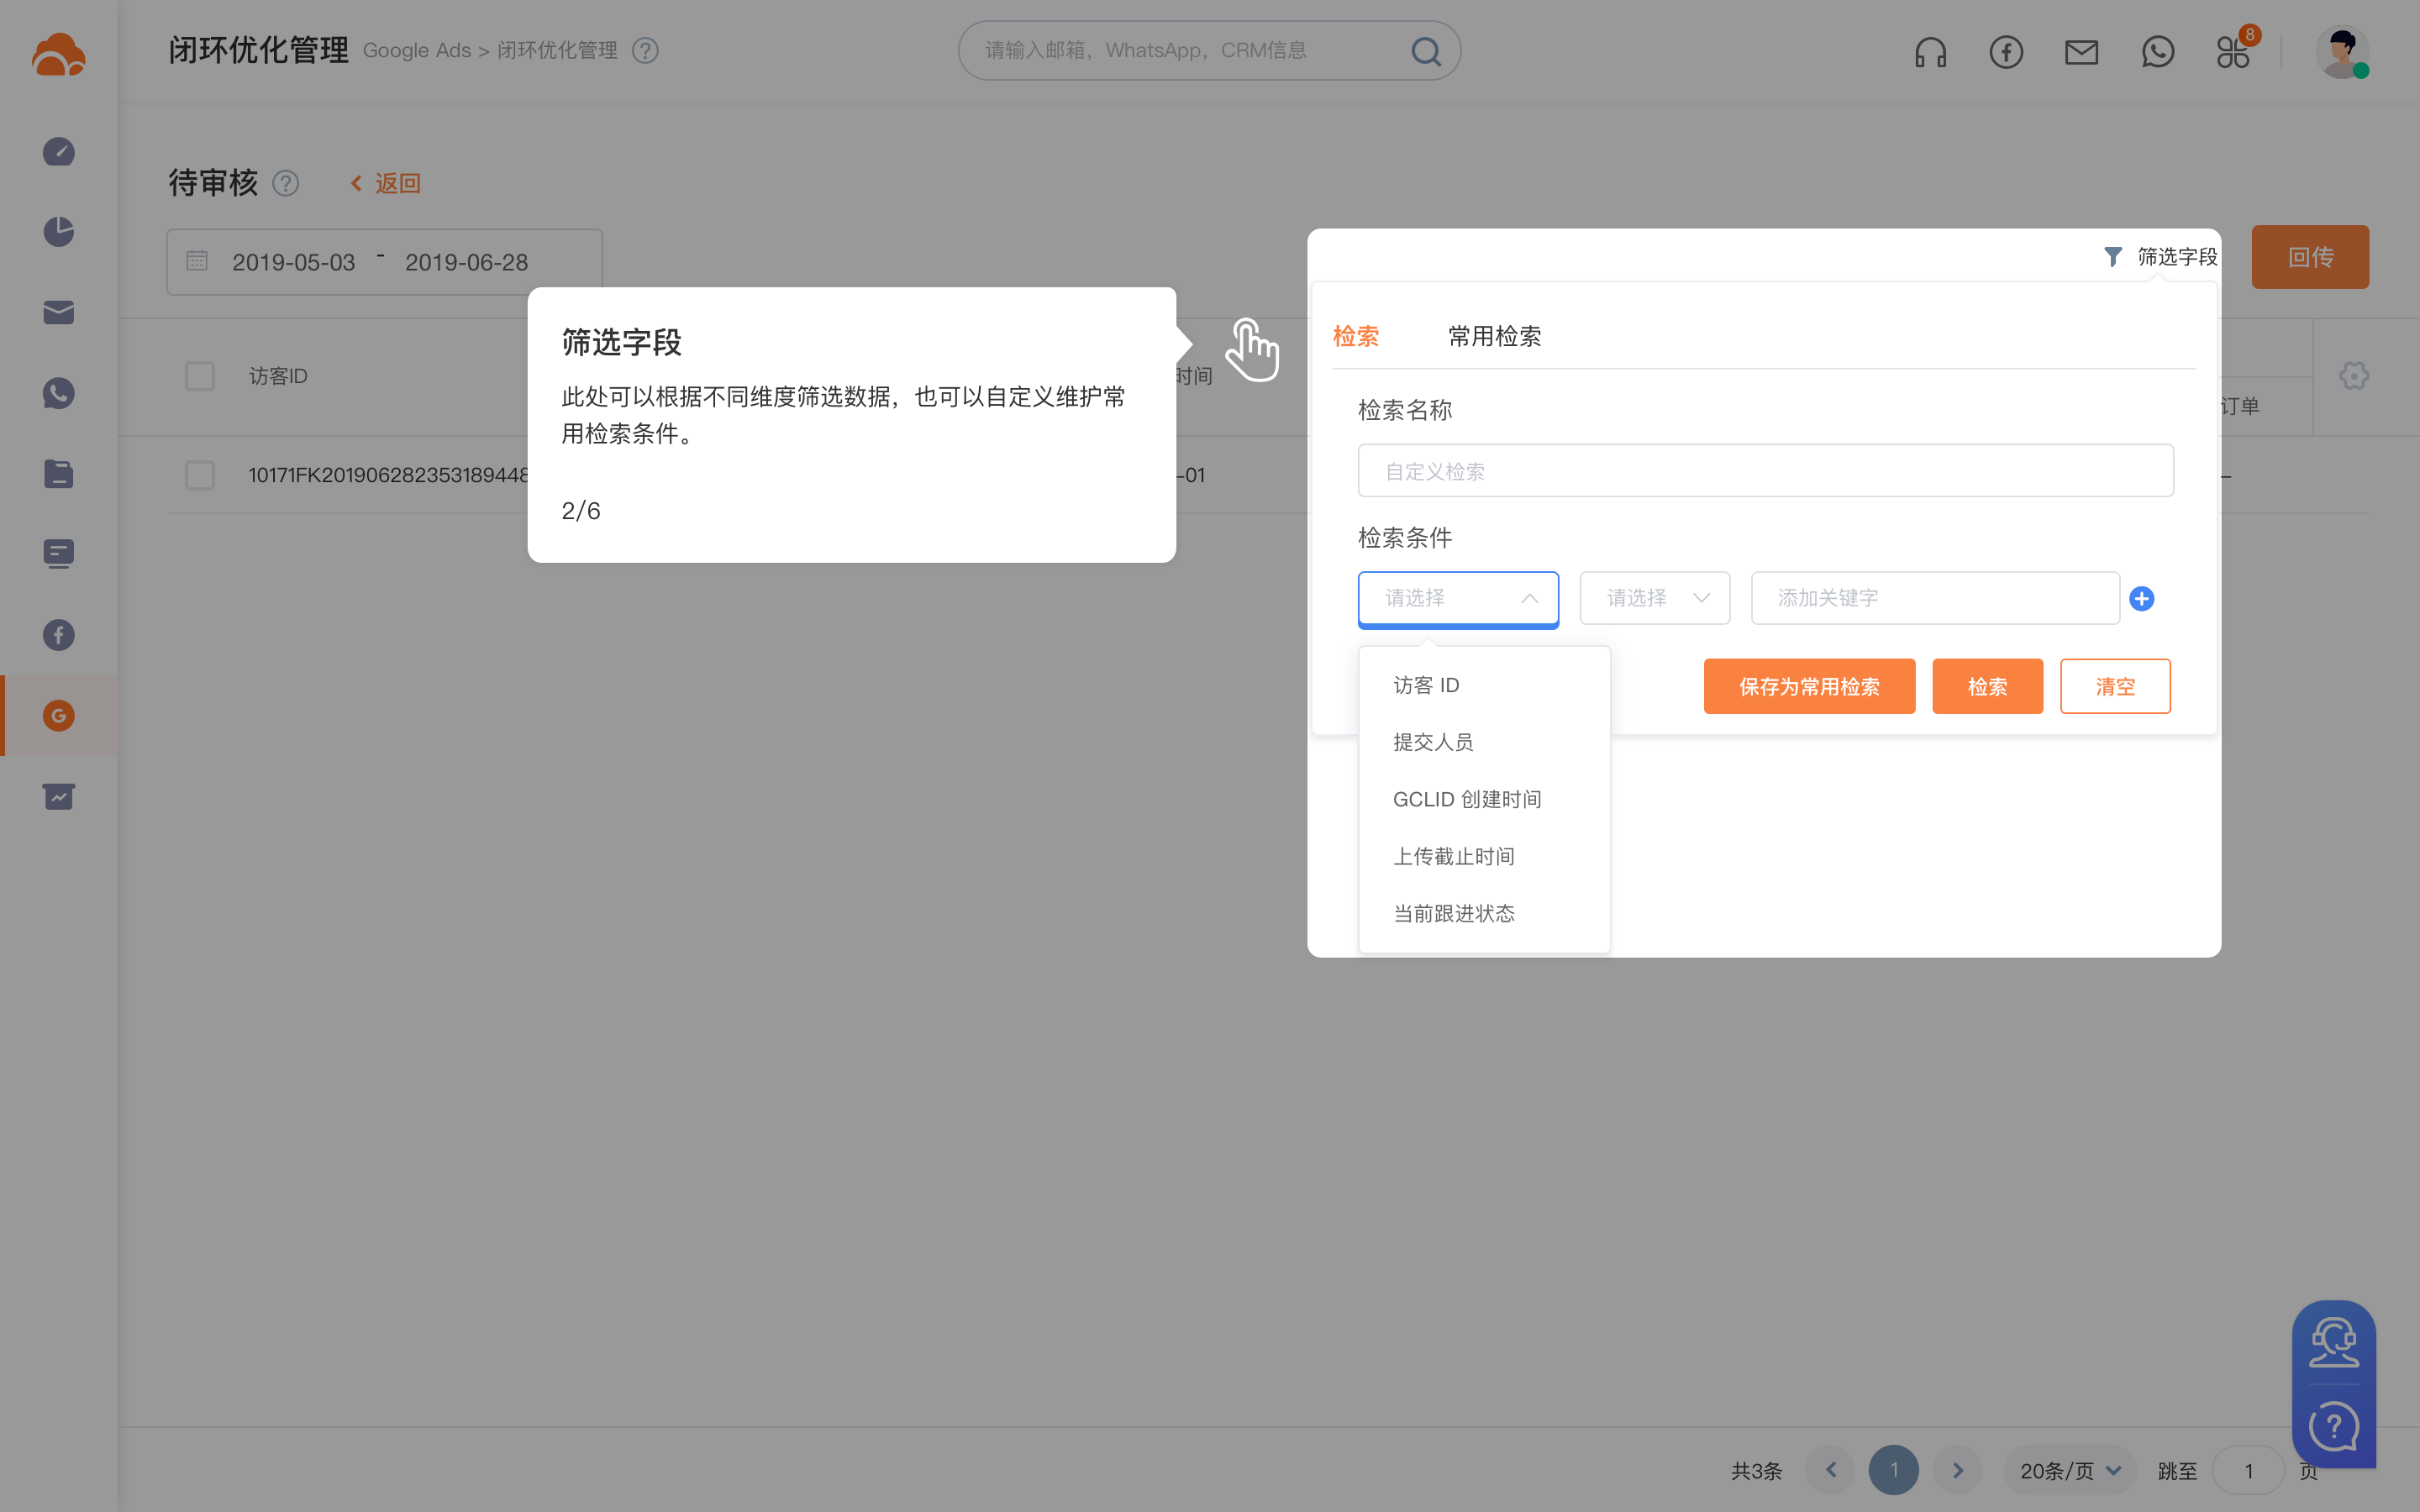 闭环优化管理 Google Ads > 闭环优化管理
请输入邮箱，WhatsApp，CRM信息
8
待审核
返回
2019-05-03 - 2019-06-28
筛选字段
回传
筛选字段
此处可以根据不同维度筛选数据，也可以自定义维护常
用检索条件。
2/6
访客ID
时间
订单
10171FK20190628235318944
-01
–
检索 常用检索
检索名称
自定义检索
检索条件
请选择 请选择 添加关键字
访客 ID
提交人员
GCLID 创建时间
上传截止时间
当前跟进状态
保存为常用检索 检索 清空
共3条 1 20条/页 跳至 1 页